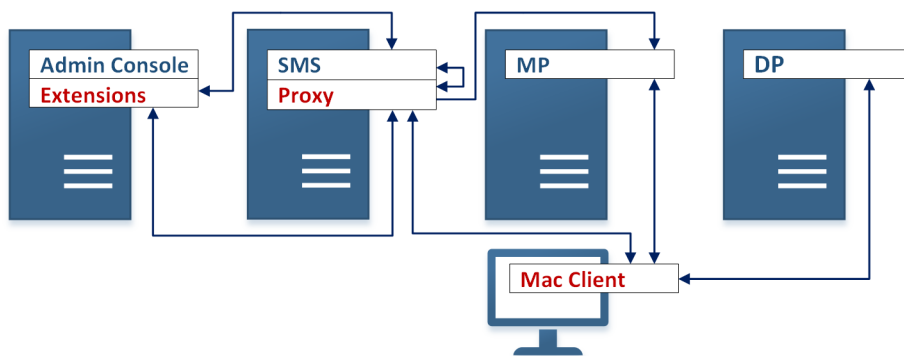 Admin Console
Extensions
SMS
Proxy
MP
DP
Mac Client